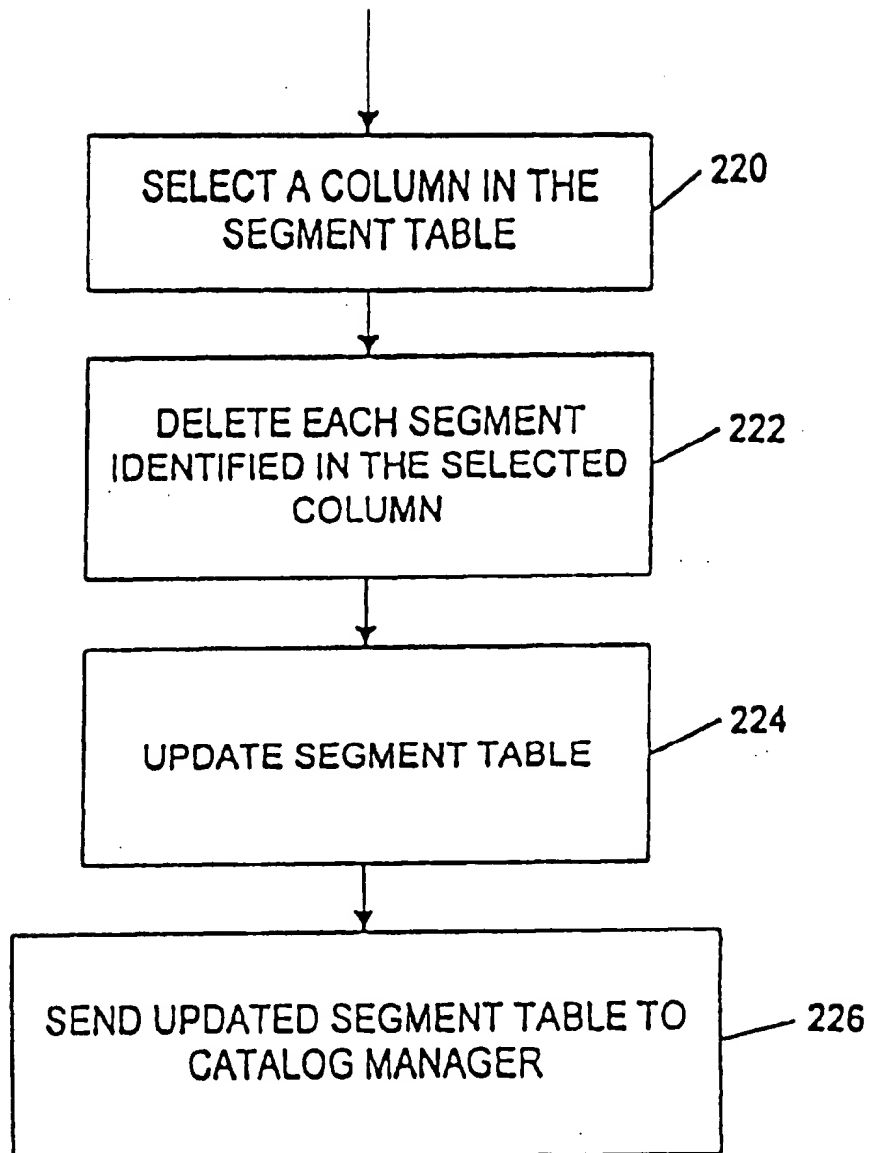 SELECT A COLUMN IN THE
SEGMENT TABLE
220
DELETE EACH SEGMENT
IDENTIFIED IN THE SELECTED
COLUMN
222
UPDATE SEGMENT TABLE
224
SEND UPDATED SEGMENT TABLE TO
CATALOG MANAGER
226